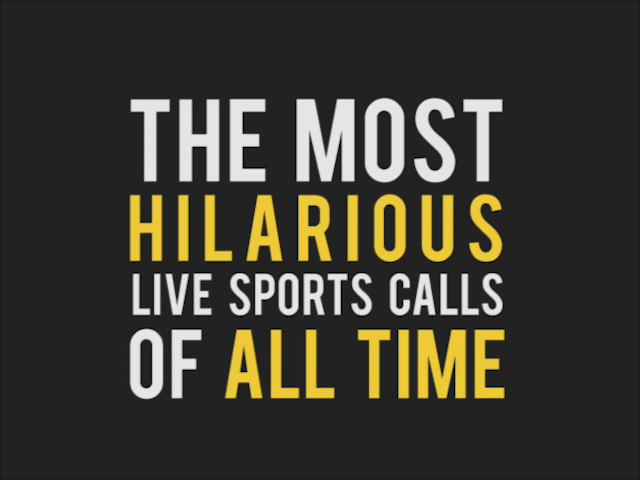 THE MOST
HILARIOUS
LIVE SPORTS CALLS
OF ALL TIME